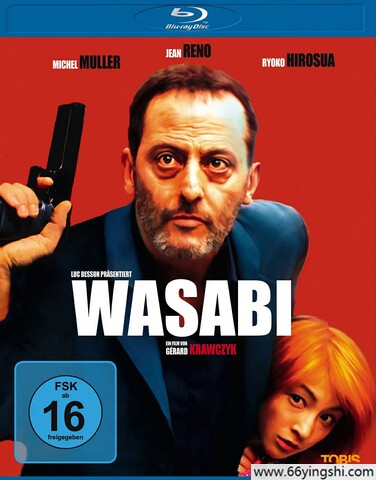 Blu-ray Disc
MICHEL MULLER
JEAN RENO
RYOKO HIROSUA
LUC BESSON PRÄSENTIERT
WASABI
EIN FILM VON
GÉRARD KRAWCZYK
FSK
ab
16
freigegeben
TOBIS
www.66yingshi.com